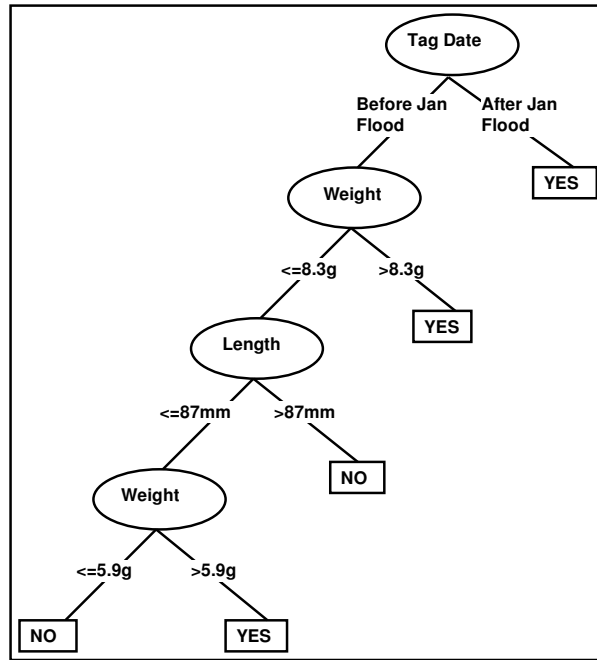 Tag Date
Before Jan
Flood
After Jan
Flood
YES
Weight
<=8.3g
>8.3g
YES
Length
<=87mm
>87mm
NO
Weight
<=5.9g
>5.9g
NO
YES